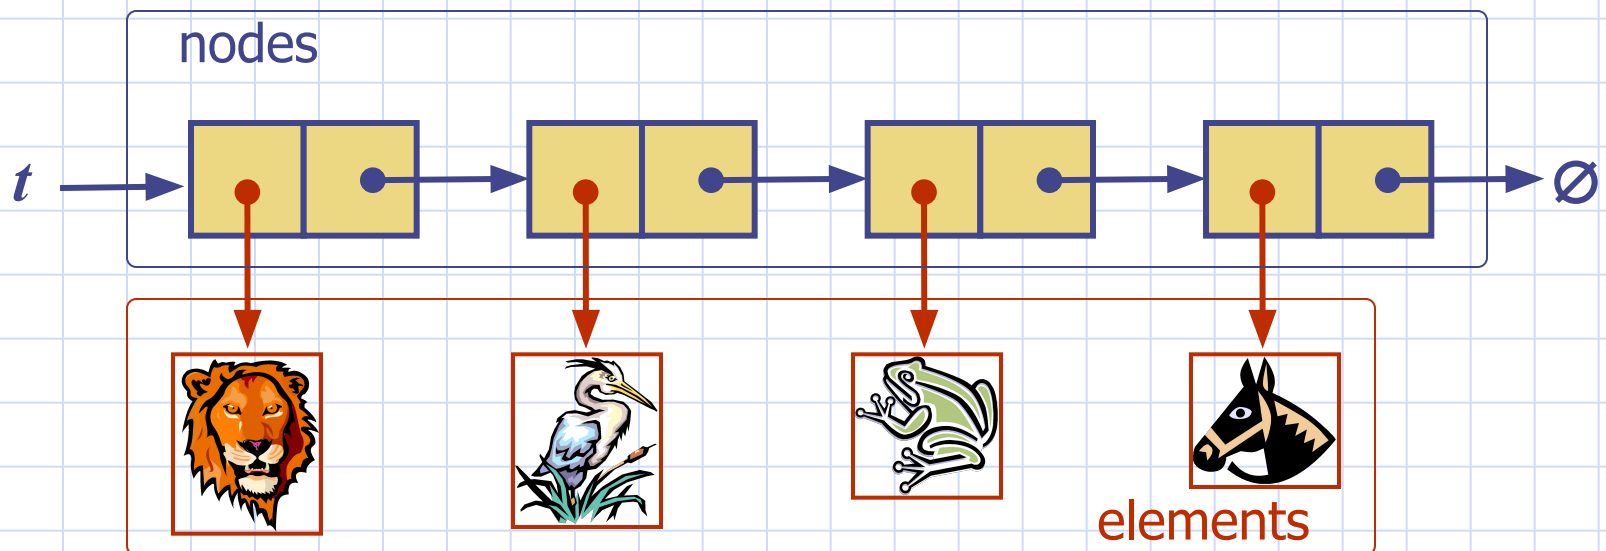 nodes
t
∅
elements